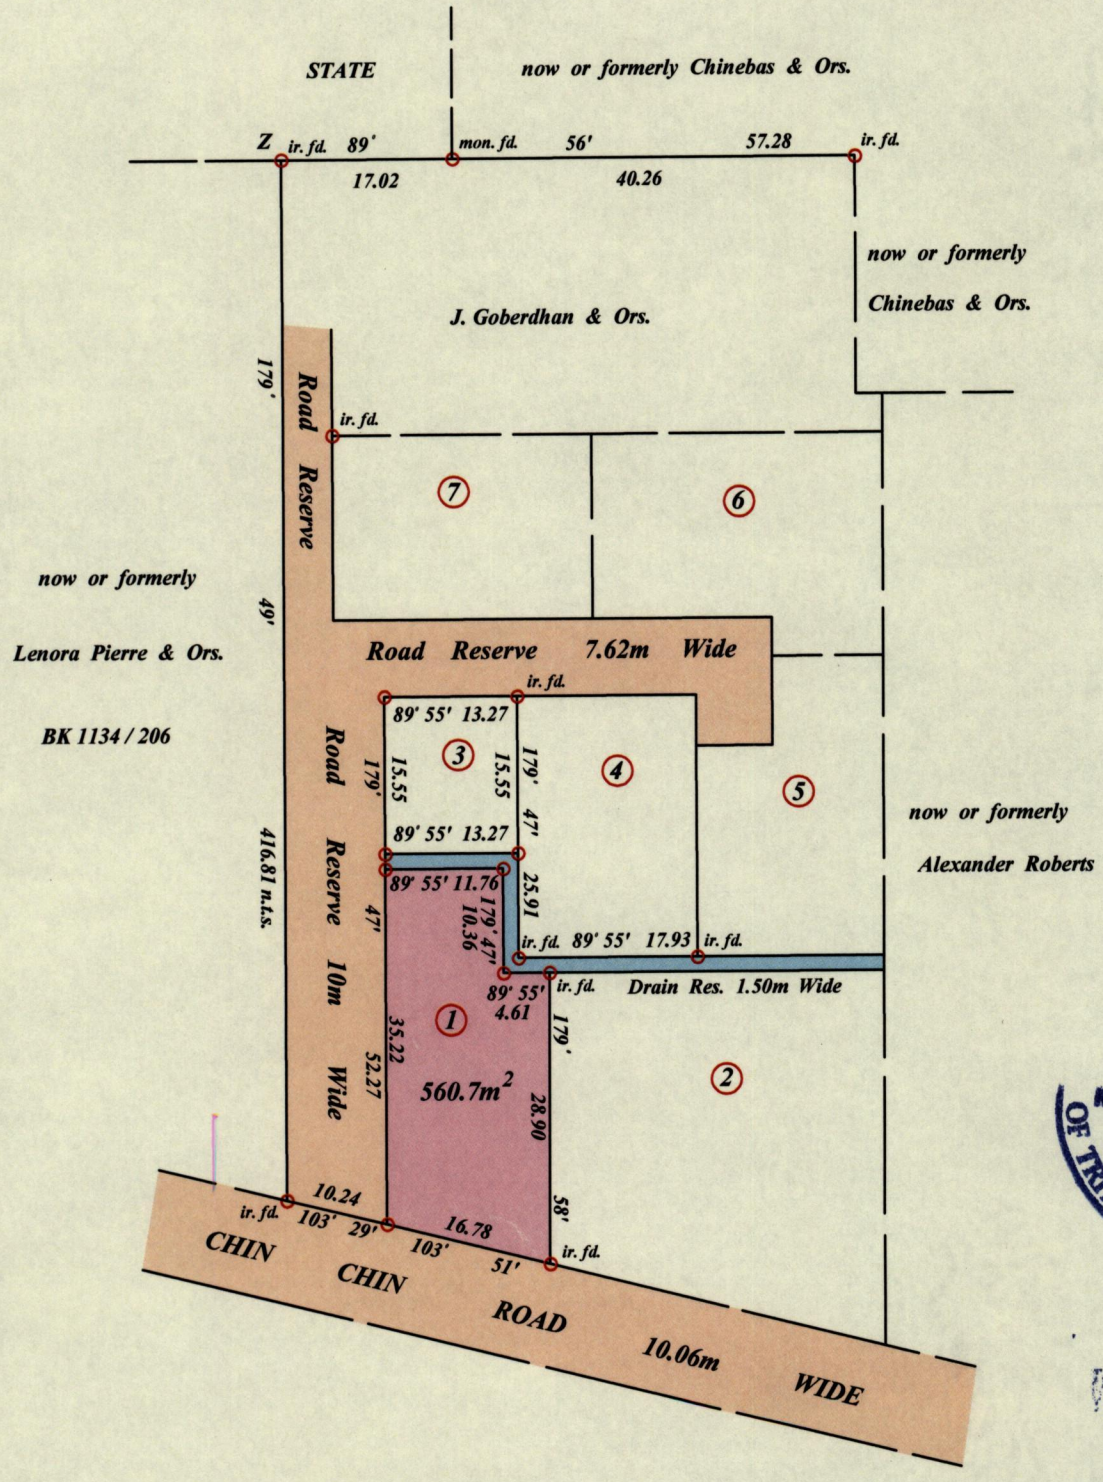 STATE
now or formerly Chinebas & Ors.
Z ir. fd. 89° mon. fd. 56' 57.28 ir. fd.
17.02 40.26
now or formerly
Chinebas & Ors.
J. Goberdhan & Ors.
179°
49'
416.81 n.t.s.
Road Reserve
ir. fd.
7
6
now or formerly
Lenora Pierre & Ors.
BK 1134 / 206
Road Reserve 7.62m Wide
ir. fd.
89° 55' 13.27
Road Reserve 10m Wide
179°
47'
52.27
15.55
3
15.55
179°
47'
4
5
89° 55' 13.27
now or formerly
Alexander Roberts
89° 55' 11.76
179° 47'
10.36
25.91
ir. fd. 89° 55' 17.93 ir. fd.
89° 55'
4.61
ir. fd. Drain Res. 1.50m Wide
1
35.22
560.7m2
179°
28.90
58'
2
10.24
ir. fd. 103° 29'
16.78
103° 51'
ir. fd.
CHIN CHIN ROAD 10.06m WIDE